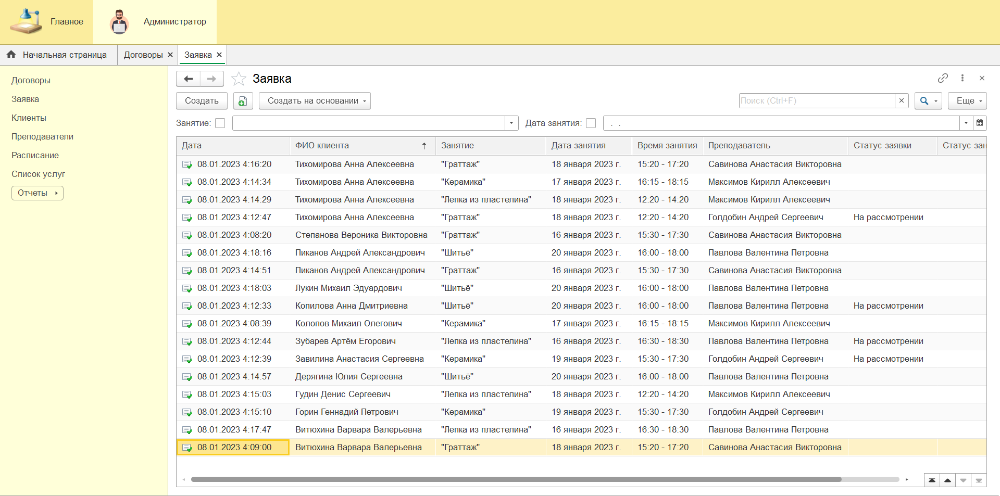 Главное
Администратор
Начальная страница
Договоры
Заявка
Договоры
Заявка
Клиенты
Преподаватели
Расписание
Список услуг
Отчеты
Заявка
Создать
Создать на основании
Поиск (Ctrl+F)
Еще
Занятие:
Дата занятия:
. .
Дата ФИО клиента Занятие Дата занятия Время занятия Преподаватель Статус заявки Статус зан
08.01.2023 4:16:20 Тихомирова Анна Алексеевна "Граттаж" 18 января 2023 г. 15:20 - 17:20 Савинова Анастасия Викторовна
08.01.2023 4:14:34 Тихомирова Анна Алексеевна "Керамика" 17 января 2023 г. 16:15 - 18:15 Максимов Кирилл Алексеевич
08.01.2023 4:14:29 Тихомирова Анна Алексеевна "Лепка из пластелина" 18 января 2023 г. 12:20 - 14:20 Максимов Кирилл Алексеевич
08.01.2023 4:12:47 Тихомирова Анна Алексеевна "Граттаж" 18 января 2023 г. 12:20 - 14:20 Голдобин Андрей Сергеевич На рассмотрении
08.01.2023 4:08:20 Степанова Вероника Викторовна "Граттаж" 16 января 2023 г. 15:30 - 17:30 Савинова Анастасия Викторовна
08.01.2023 4:18:16 Пиканов Андрей Александрович "Шитьё" 20 января 2023 г. 16:00 - 18:00 Павлова Валентина Петровна
08.01.2023 4:14:51 Пиканов Андрей Александрович "Граттаж" 16 января 2023 г. 15:30 - 17:30 Савинова Анастасия Викторовна
08.01.2023 4:18:03 Лукин Михаил Эдуардович "Шитьё" 20 января 2023 г. 16:00 - 18:00 Павлова Валентина Петровна
08.01.2023 4:12:33 Копилова Анна Дмитриевна "Шитьё" 20 января 2023 г. 16:00 - 18:00 Павлова Валентина Петровна На рассмотрении
08.01.2023 4:08:39 Колопов Михаил Олегович "Керамика" 17 января 2023 г. 16:15 - 18:15 Максимов Кирилл Алексеевич
08.01.2023 4:12:44 Зубарев Артём Егорович "Лепка из пластелина" 16 января 2023 г. 16:30 - 18:30 Павлова Валентина Петровна На рассмотрении
08.01.2023 4:12:39 Завилина Анастасия Сергеевна "Керамика" 19 января 2023 г. 15:30 - 17:30 Голдобин Андрей Сергеевич На рассмотрении
08.01.2023 4:14:57 Дерягина Юлия Сергеевна "Шитьё" 20 января 2023 г. 16:00 - 18:00 Павлова Валентина Петровна
08.01.2023 4:15:03 Гудин Денис Сергеевич "Лепка из пластелина" 18 января 2023 г. 12:20 - 14:20 Максимов Кирилл Алексеевич
08.01.2023 4:15:10 Горин Геннадий Петрович "Керамика" 19 января 2023 г. 15:30 - 17:30 Голдобин Андрей Сергеевич
08.01.2023 4:17:47 Витюхина Варвара Валерьевна "Лепка из пластелина" 16 января 2023 г. 16:30 - 18:30 Павлова Валентина Петровна
08.01.2023 4:09:00 Витюхина Варвара Валерьевна "Граттаж" 18 января 2023 г. 15:20 - 17:20 Савинова Анастасия Викторовна